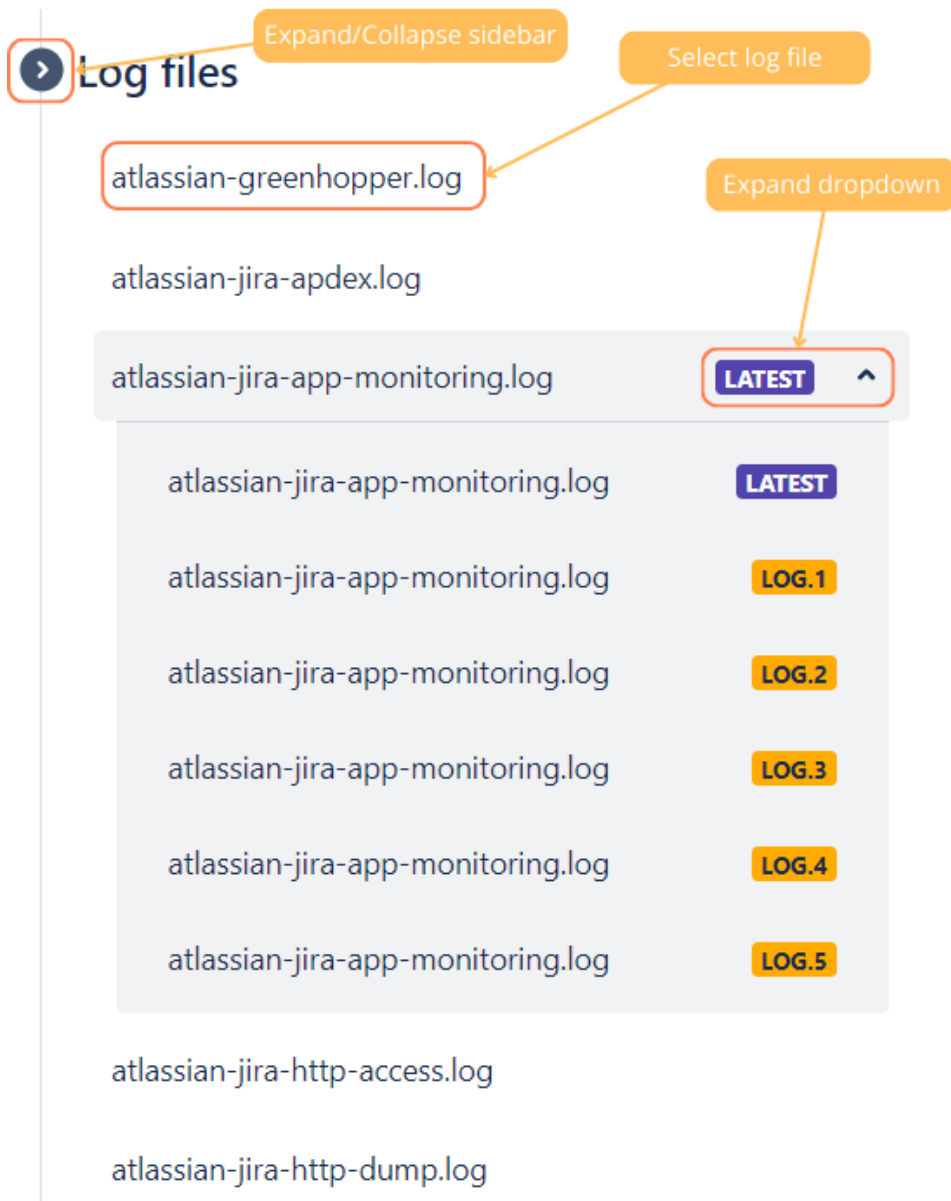 Expand/Collapse sidebar
Log files
Select log file
atlassian-greenhopper.log
Expand dropdown
atlassian-jira-apdex.log
atlassian-jira-app-monitoring.log LATEST
atlassian-jira-app-monitoring.log LATEST
atlassian-jira-app-monitoring.log LOG.1
atlassian-jira-app-monitoring.log LOG.2
atlassian-jira-app-monitoring.log LOG.3
atlassian-jira-app-monitoring.log LOG.4
atlassian-jira-app-monitoring.log LOG.5
atlassian-jira-http-access.log
atlassian-jira-http-dump.log